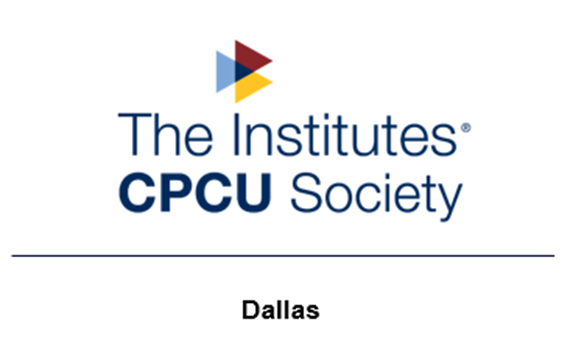 The Institutes®
CPCU Society
Dallas